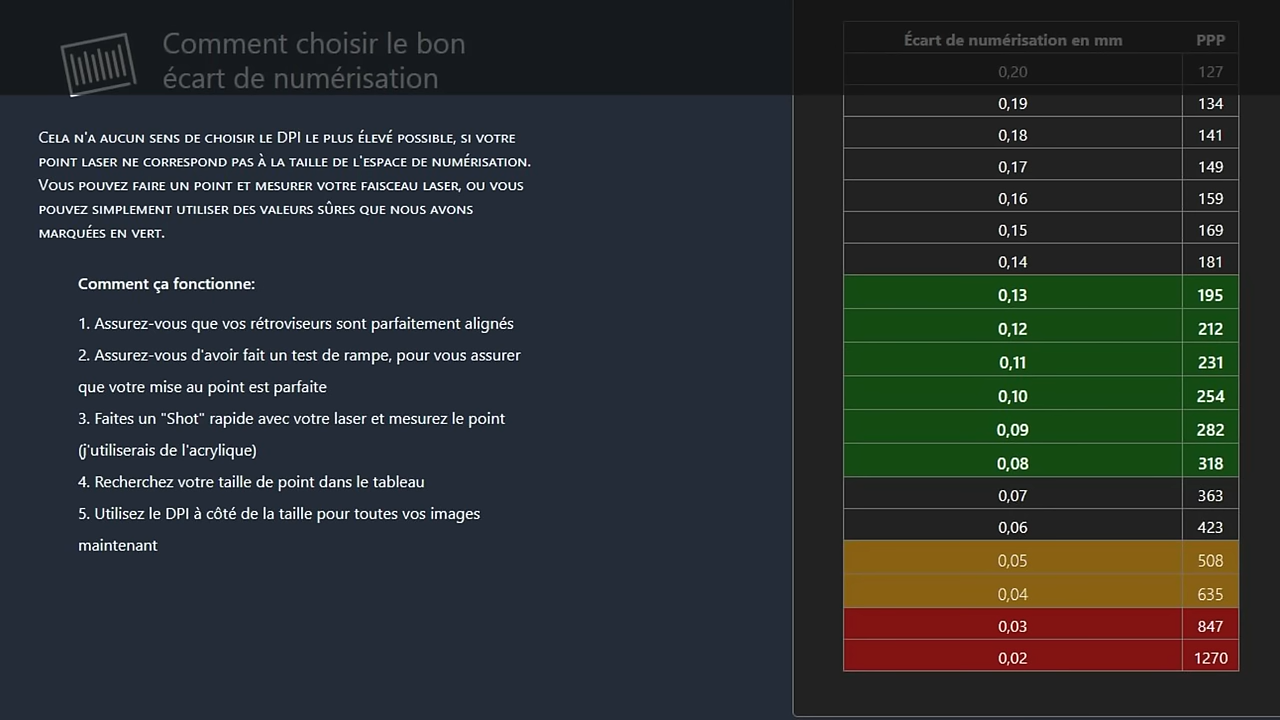 Comment choisir le bon
écart de numérisation
Cela n'a aucun sens de choisir le DPI le plus élevé possible, si votre
point laser ne correspond pas à la taille de l'espace de numérisation.
Vous pouvez faire un point et mesurer votre faisceau laser, ou vous
pouvez simplement utiliser des valeurs sûres que nous avons
marquées en vert.
Comment ça fonctionne:
1. Assurez-vous que vos rétroviseurs sont parfaitement alignés
2. Assurez-vous d'avoir fait un test de rampe, pour vous assurer
que votre mise au point est parfaite
3. Faites un "Shot" rapide avec votre laser et mesurez le point
(j'utiliserais de l'acrylique)
4. Recherchez votre taille de point dans le tableau
5. Utilisez le DPI à côté de la taille pour toutes vos images
maintenant
Écart de numérisation en mm PPP
0,20 127
0,19 134
0,18 141
0,17 149
0,16 159
0,15 169
0,14 181
0,13 195
0,12 212
0,11 231
0,10 254
0,09 282
0,08 318
0,07 363
0,06 423
0,05 508
0,04 635
0,03 847
0,02 1270